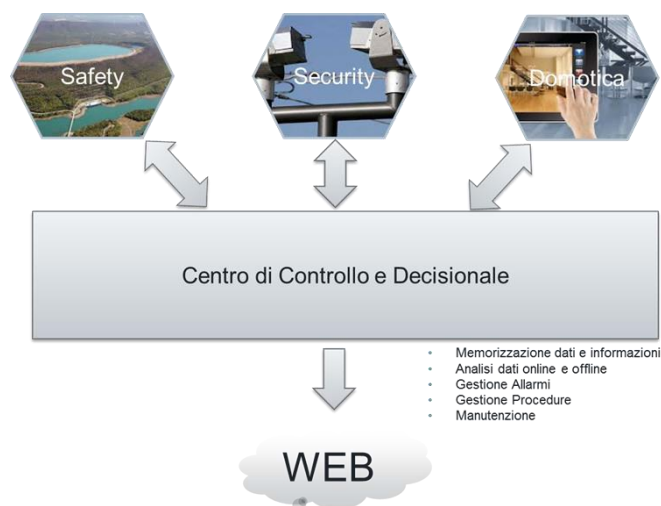 Safety
Security
Domotica
Centro di Controllo e Decisionale
• Memorizzazione dati e informazioni
• Analisi dati online e offline
• Gestione Allarmi
• Gestione Procedure
• Manutenzione
WEB